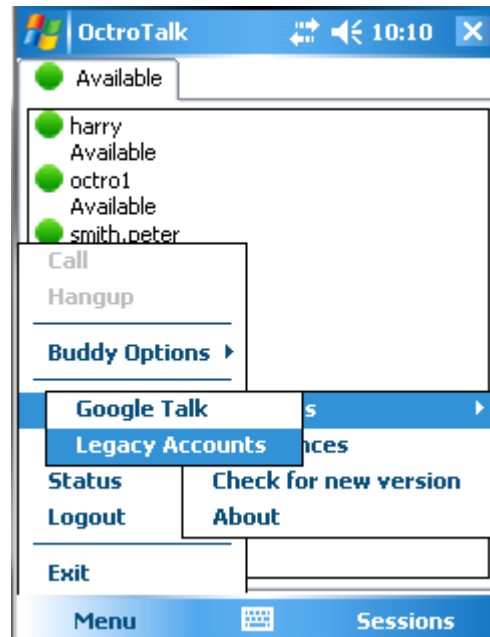 OctroTalk 10:10
Available
harry
Available
octro1
Available
smith.peter
Call
Hangup
Buddy Options
Google Talk
Legacy Accounts
Status
Check for new version
Logout
About
Exit
Menu
Sessions